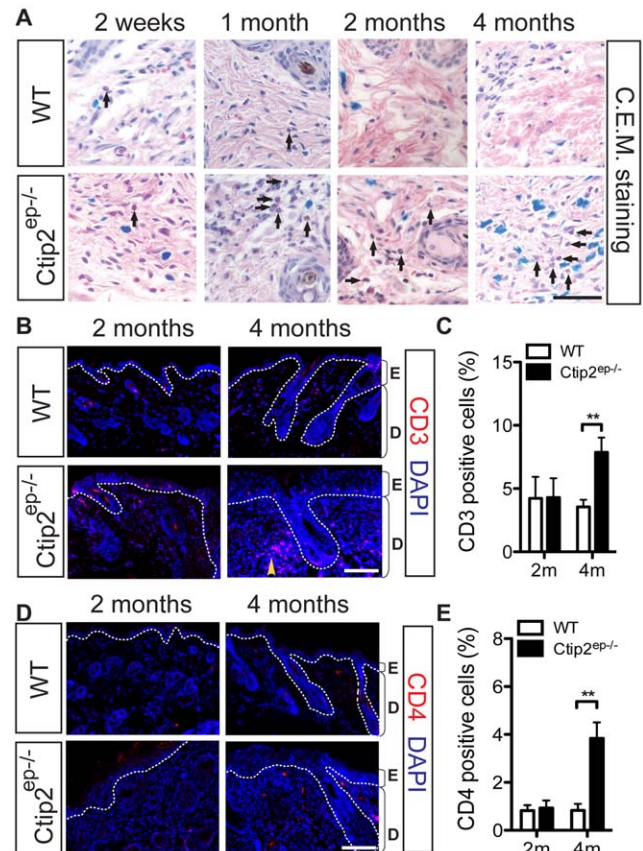 A
2 weeks 1 month 2 months 4 months
WT
Ctip2ep-/-
C.E.M. staining
B
2 months 4 months
WT
Ctip2ep-/-
E
D
E
D
CD3 DAPI
C
WT
Ctip2ep-/-
CD3 positive cells (%)
15
10
5
0
**
2m 4m
D
2 months 4 months
WT
Ctip2ep-/-
E
D
E
D
CD4 DAPI
E
WT
Ctip2ep-/-
CD4 positive cells (%)
8
6
4
2
0
**
2m 4m